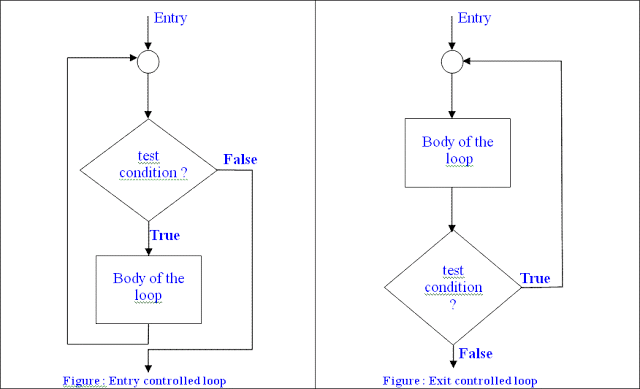 Entry
test
condition ?
False
True
Body of the
loop
Figure : Entry controlled loop
Entry
Body of the
loop
test
condition
?
True
False
Figure : Exit controlled loop